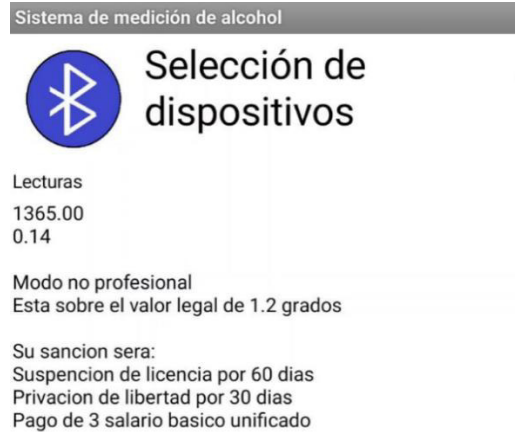 Sistema de medición de alcohol
Selección de
dispositivos
Lecturas
1365.00
0.14
Modo no profesional
Esta sobre el valor legal de 1.2 grados
Su sancion sera:
Suspencion de licencia por 60 dias
Privacion de libertad por 30 dias
Pago de 3 salario basico unificado